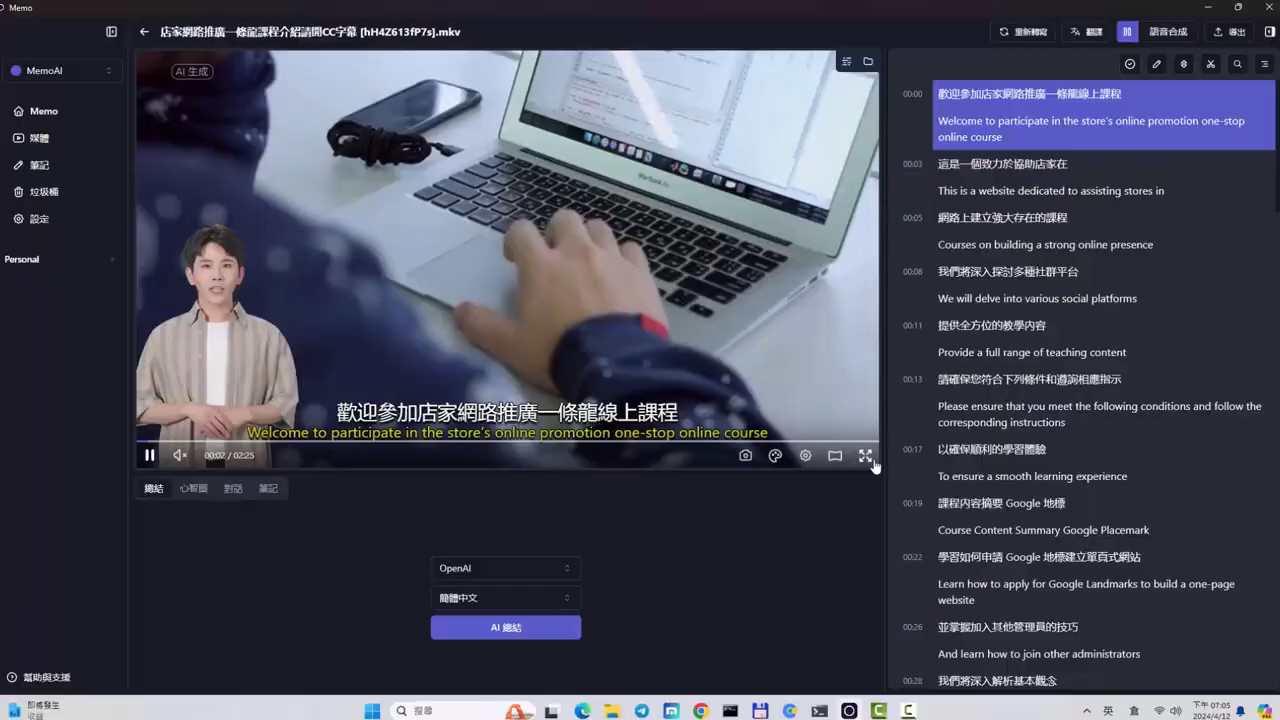 Memo
店家網路推廣一條龍課程介紹請開CC字幕 [hH4Z613fP7s].mkv
重新轉寫
翻譯
語音合成
導出
MemoAI
Memo
媒體
筆記
垃圾桶
設定
Personal
幫助與支援
AI 生成
MacBook Air
歡迎參加店家網路推廣一條龍線上課程
Welcome to participate in the store's online promotion one-stop online course
00:02 / 02:25
總結
心智圖
對話
筆記
OpenAI
簡體中文
AI 總結
00:00
歡迎參加店家網路推廣一條龍線上課程
Welcome to participate in the store's online promotion one-stop
online course
00:03
這是一個致力於協助店家在
This is a website dedicated to assisting stores in
00:05
網路上建立強大存在的課程
Courses on building a strong online presence
00:08
我們將深入探討多種社群平台
We will delve into various social platforms
00:11
提供全方位的教學內容
Provide a full range of teaching content
00:13
請確保您符合下列條件和遵詢相應指示
Please ensure that you meet the following conditions and follow the
corresponding instructions
00:17
以確保順利的學習體驗
To ensure a smooth learning experience
00:19
課程內容摘要 Google 地標
Course Content Summary Google Placemark
00:22
學習如何申請 Google 地標建立單頁式網站
Learn how to apply for Google Landmarks to build a one-page
website
00:26
並掌握加入其他管理員的技巧
And learn how to join other administrators
00:28
我們將深入解析基本觀念
即將發生
收益
搜尋
英
下午 07:05
2024/4/12